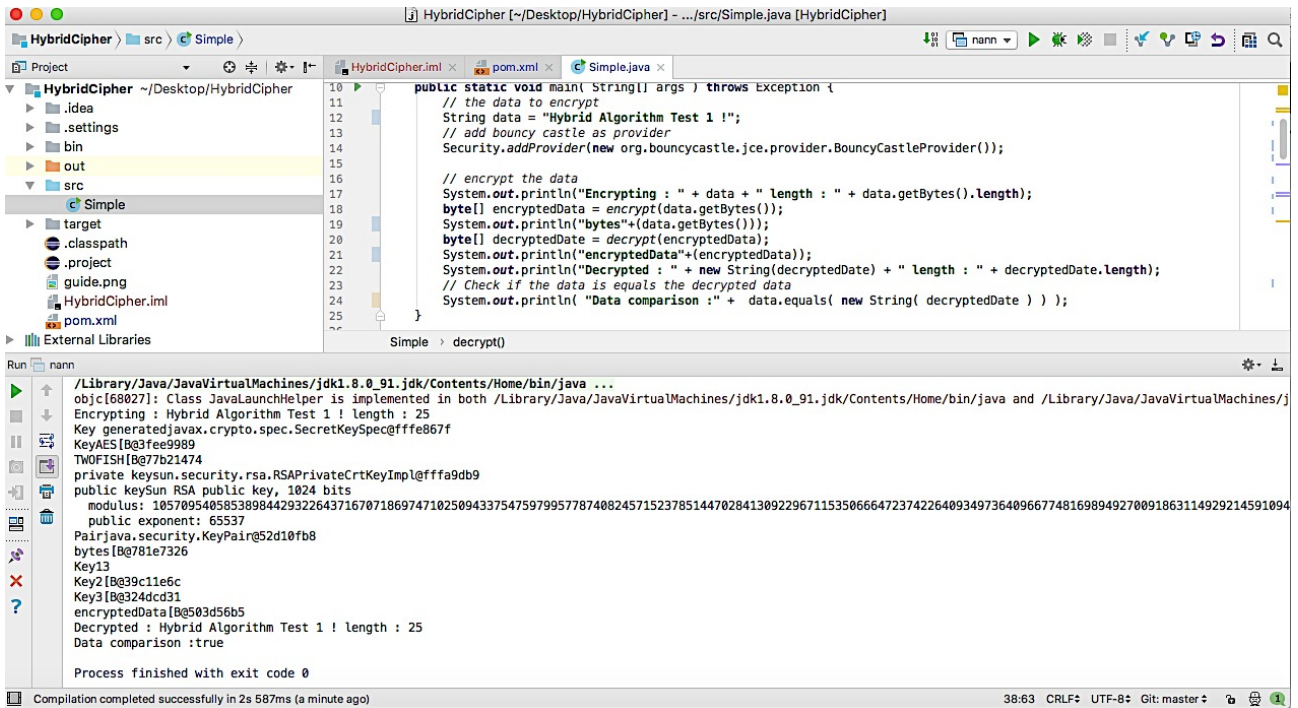 HybridCipher [~/Desktop/HybridCipher] - .../src/Simple.java [HybridCipher]
HybridCipher src Simple
nann
Project
HybridCipher.iml pom.xml Simple.java
HybridCipher ~/Desktop/HybridCipher
.idea
.settings
bin
out
src
Simple
target
.classpath
.project
guide.png
HybridCipher.iml
pom.xml
External Libraries
10 public static void main( String[] args ) throws Exception {
11 // the data to encrypt
12 String data = "Hybrid Algorithm Test 1 !";
13 // add bouncy castle as provider
14 Security.addProvider(new org.bouncycastle.jce.provider.BouncyCastleProvider());
15
16 // encrypt the data
17 System.out.println("Encrypting : " + data + " length : " + data.getBytes().length);
18 byte[] encryptedData = encrypt(data.getBytes());
19 System.out.println("bytes"+(data.getBytes()));
20 byte[] decryptedDate = decrypt(encryptedData);
21 System.out.println("encryptedData"+(encryptedData));
22 System.out.println("Decrypted : " + new String(decryptedDate) + " length : " + decryptedDate.length);
23 // Check if the data is equals the decrypted data
24 System.out.println( "Data comparison :" + data.equals( new String( decryptedDate ) ) );
25 }
Simple › decrypt()
Run nann
/Library/Java/JavaVirtualMachines/jdk1.8.0_91.jdk/Contents/Home/bin/java ...
objc[68027]: Class JavaLaunchHelper is implemented in both /Library/Java/JavaVirtualMachines/jdk1.8.0_91.jdk/Contents/Home/bin/java and /Library/Java/JavaVirtualMachines/j
Encrypting : Hybrid Algorithm Test 1 ! length : 25
Key generatedjavax.crypto.spec.SecretKeySpec@fffe867f
KeyAES[B@3fee9989
TWOFISH[B@77b21474
private keysun.security.rsa.RSAPrivateCrtKeyImpl@fffa9db9
public keySun RSA public key, 1024 bits
modulus:
public exponent: 65537
Pairjava.security.KeyPair@52d10fb8
bytes[B@781e7326
Key13
Key2[B@39c11e6c
Key3[B@324dcd31
encryptedData[B@503d56b5
Decrypted : Hybrid Algorithm Test 1 ! length : 25
Data comparison :true
Process finished with exit code 0
Compilation completed successfully in 2s 587ms (a minute ago) 38:63 CRLF UTF-8 Git: master 1